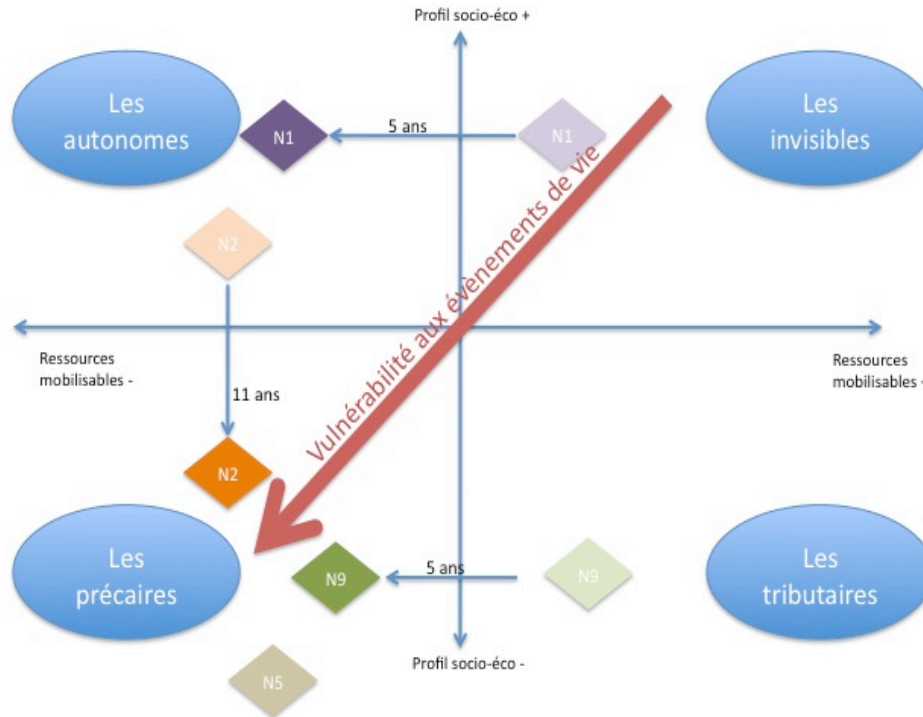 Profil socio-éco +
Les
autonomes
N1
5 ans
N1
Les
invisibles
N2
Vulnérabilité aux évènements de vie
Ressources
mobilisables -
Ressources
mobilisables +
11 ans
N2
Les
précaires
N9
5 ans
N9
Les
tributaires
Profil socio-éco -
N5